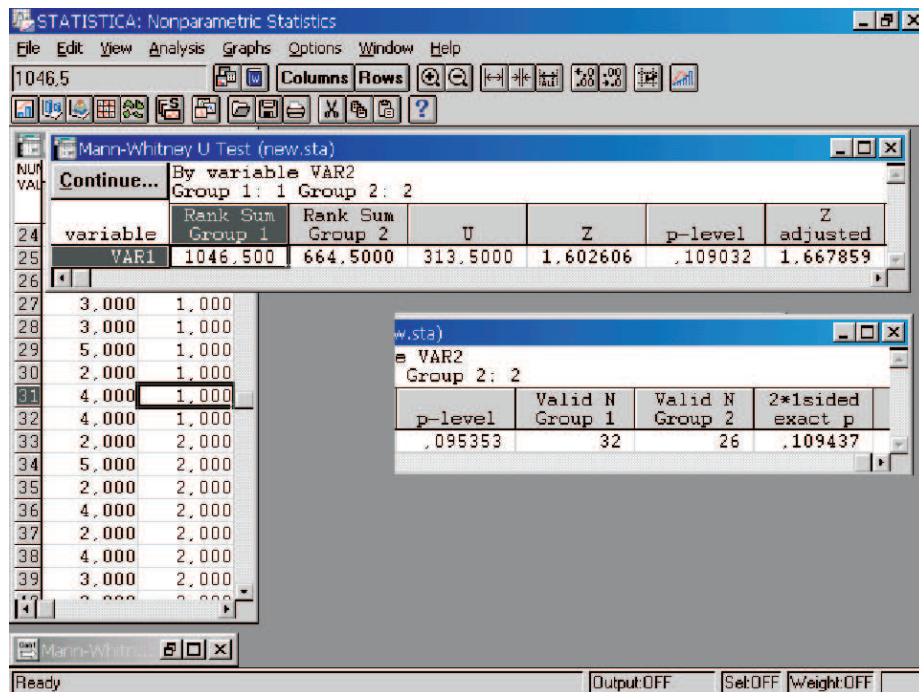 STATISTICA: Nonparametric Statistics
File Edit View Analysis Graphs Options Window Help
1046,5 Columns Rows
Mann-Whitney U Test (new.sta)
NUM
VAL
Continue... By variable VAR2
Group 1: 1 Group 2: 2
variable Rank Sum Group 1 Rank Sum Group 2 U Z p-level Z adjusted
VAR1 1046,500 664,5000 313,5000 1,602606 ,109032 1,667859
24
25
26
27 3,000 1,000
28 3,000 1,000
29 5,000 1,000
30 2,000 1,000
31 4,000 1,000
32 4,000 1,000
33 2,000 2,000
34 5,000 2,000
35 2,000 2,000
36 4,000 2,000
37 2,000 2,000
38 4,000 2,000
39 3,000 2,000
w.sta)
e VAR2
Group 2: 2
p-level Valid N Group 1 Valid N Group 2 2*1sided exact p
,095353 32 26 ,109437
Mann-Whitn...
Ready Output:OFF Sel:OFF Weight:OFF